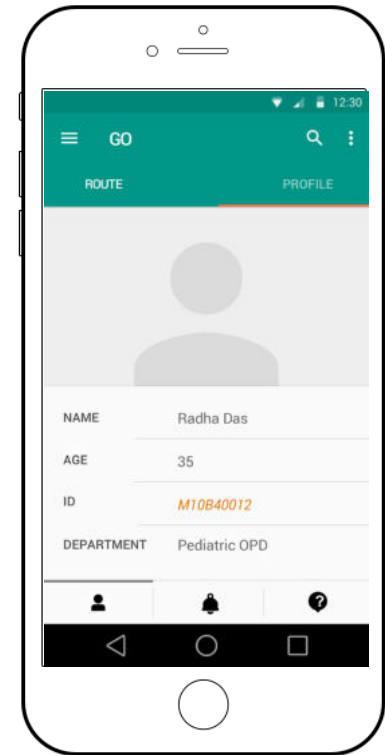 12:30
GO
ROUTE PROFILE
NAME Radha Das
AGE 35
ID M10B40012
DEPARTMENT Pediatric OPD
?